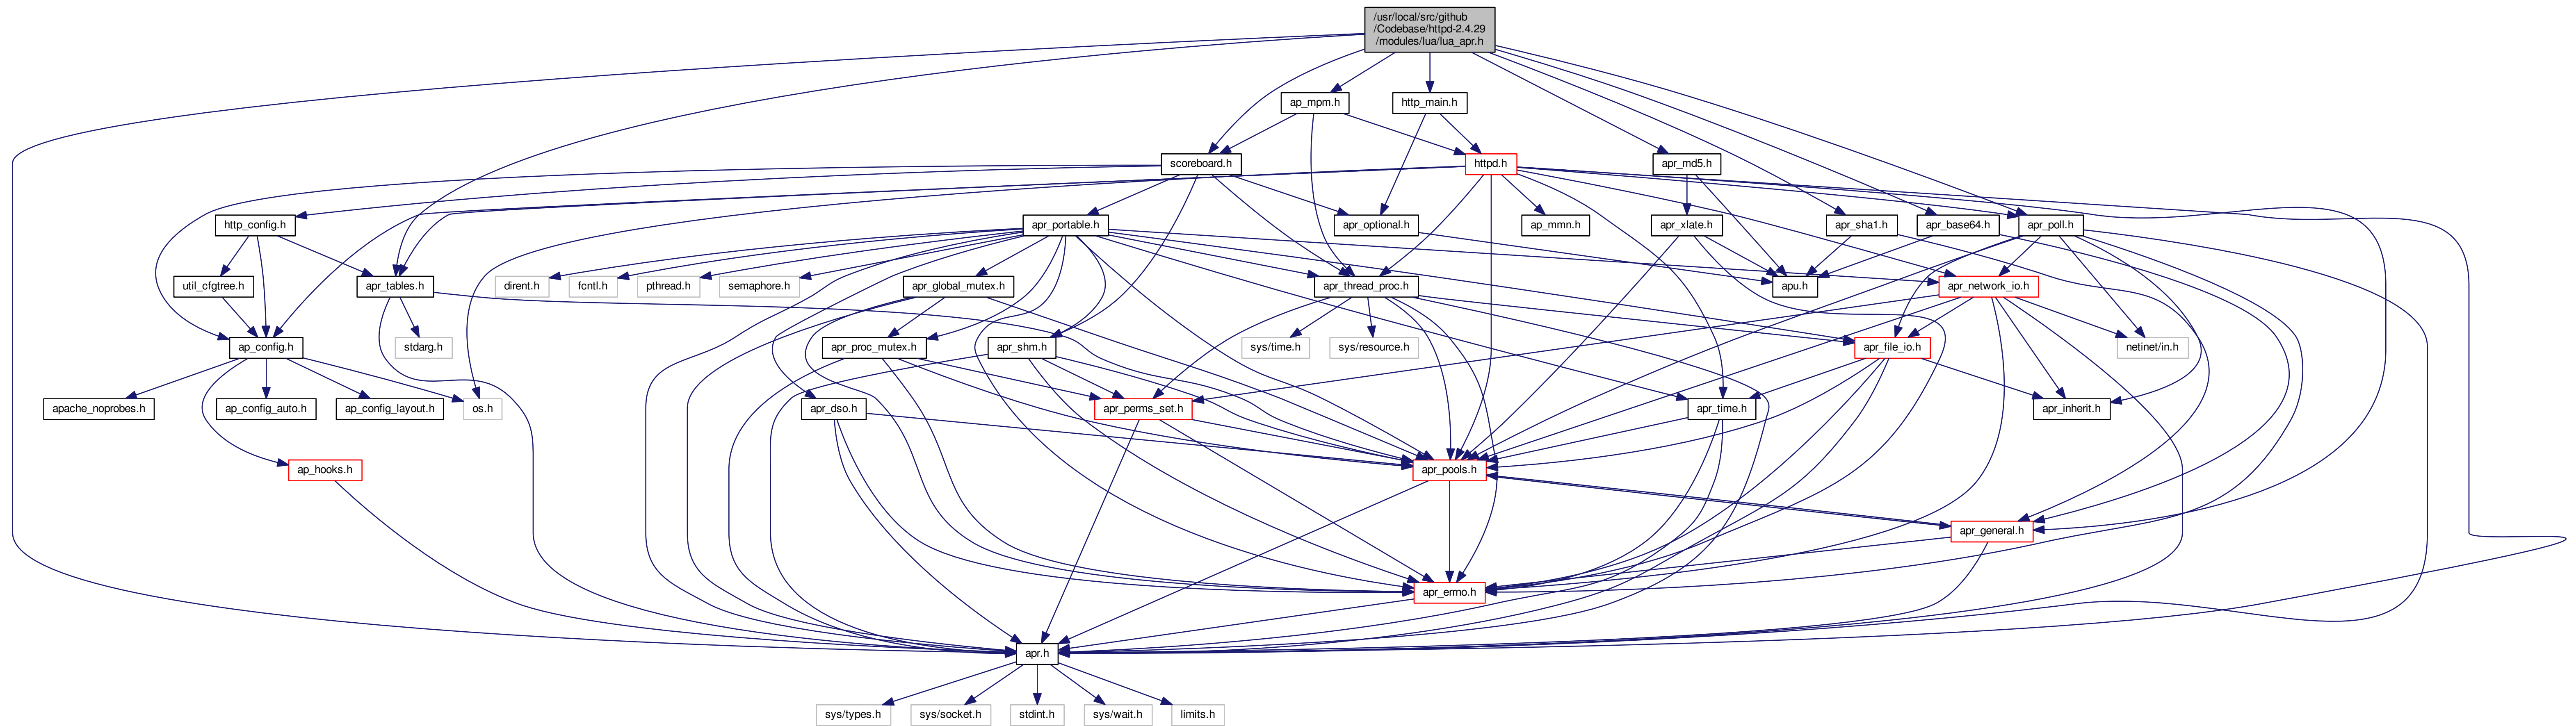 /usr/local/src/github
/Codebase/httpd-2.4.29
/modules/lua/lua_apr.h
ap_mpm.h
http_main.h
scoreboard.h
httpd.h
apr_md5.h
http_config.h
apr_portable.h
apr_optional.h
ap_mmn.h
apr_xlate.h
apr_sha1.h
apr_base64.h
apr_poll.h
util_cfgtree.h
apr_tables.h
dirent.h
fcntl.h
pthread.h
semaphore.h
apr_global_mutex.h
apr_thread_proc.h
apu.h
apr_network_io.h
ap_config.h
stdarg.h
apr_proc_mutex.h
apr_shm.h
sys/time.h
sys/resource.h
apr_file_io.h
netinet/in.h
apache_noprobes.h
ap_config_auto.h
ap_config_layout.h
os.h
apr_dso.h
apr_perms_set.h
apr_time.h
apr_inherit.h
ap_hooks.h
apr_pools.h
apr_general.h
apr_errno.h
apr.h
sys/types.h
sys/socket.h
stdint.h
sys/wait.h
limits.h